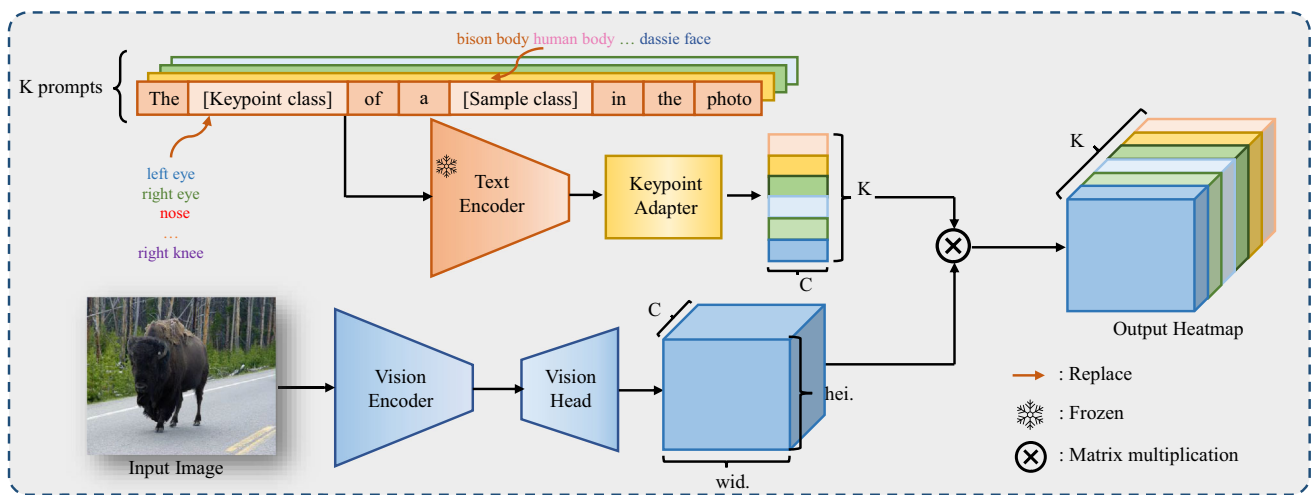 bison body human body … dassie face
K prompts
The [Keypoint class] of a [Sample class] in the photo
left eye
right eye
nose
…
right knee
Text
Encoder
Keypoint
Adapter
K
C
K
Output Heatmap
Input Image
Vision
Encoder
Vision
Head
C
hei.
wid.
: Replace
: Frozen
: Matrix multiplication